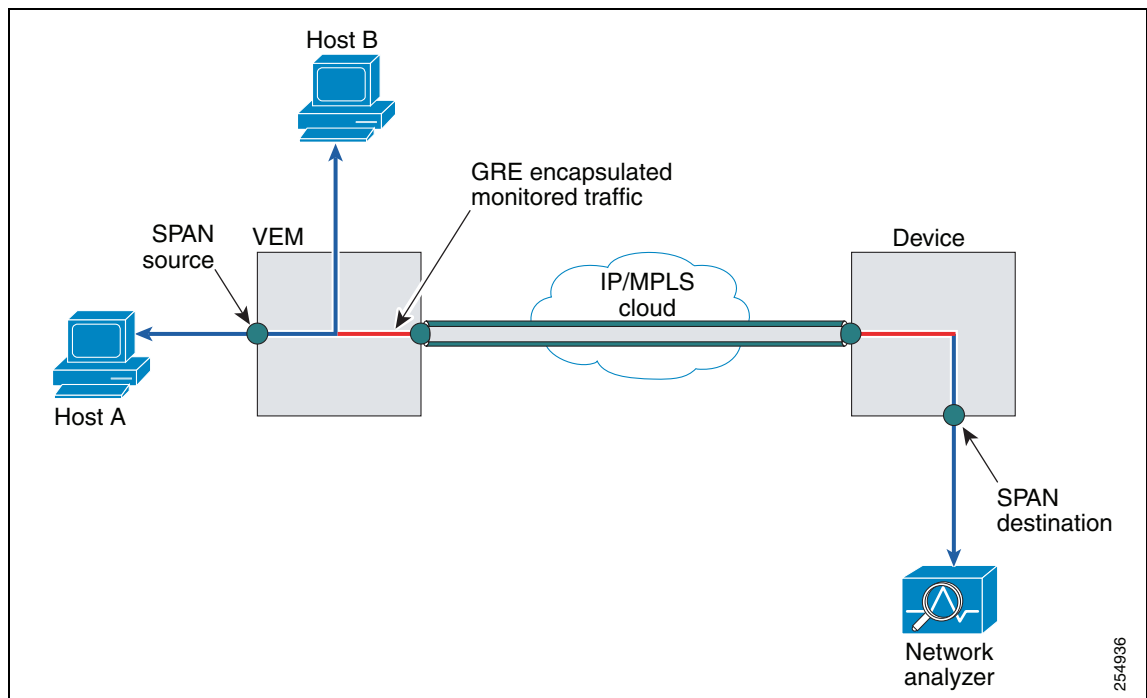 Host B
GRE encapsulated
monitored traffic
SPAN
source
VEM
Device
IP/MPLS
cloud
Host A
SPAN
destination
Network
analyzer
254936